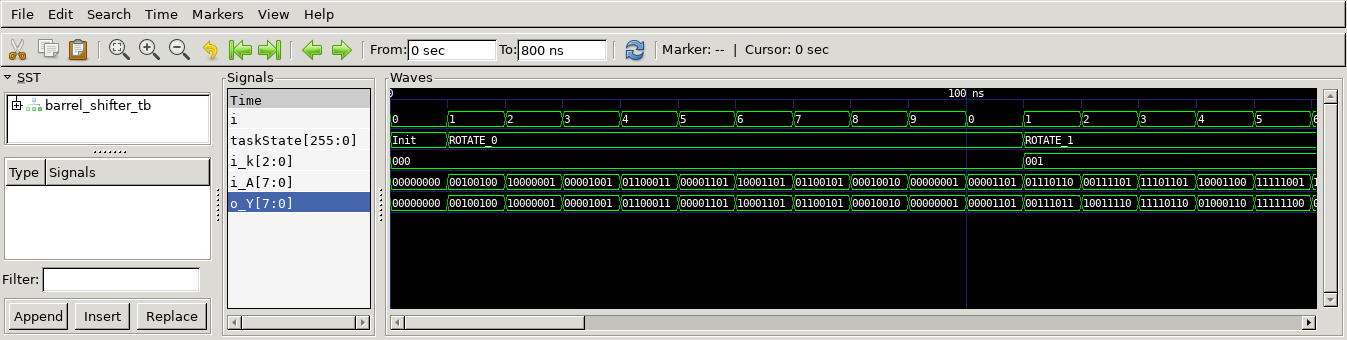 File Edit Search Time Markers View Help
From: 0 sec To: 800 ns Marker: -- | Cursor: 0 sec
SST
barrel_shifter_tb
Type Signals
Filter:
Append Insert Replace
Signals
Time
i
taskState[255:0]
i_k[2:0]
i_A[7:0]
o_Y[7:0]
Waves
0 100 ns
0 1 2 3 4 5 6 7 8 9 0 1 2 3 4 5 6
Init ROTATE_0 ROTATE_1
000 001
00000000 00100100 10000001 00001001 01100011 00001101 10001101 01100101 00010010 00000001 00001101 01110110 00111101 11101101 10001100 11111001
00000000 00100100 10000001 00001001 01100011 00001101 10001101 01100101 00010010 00000001 00001101 00111011 10011110 11110110 01000110 11111100